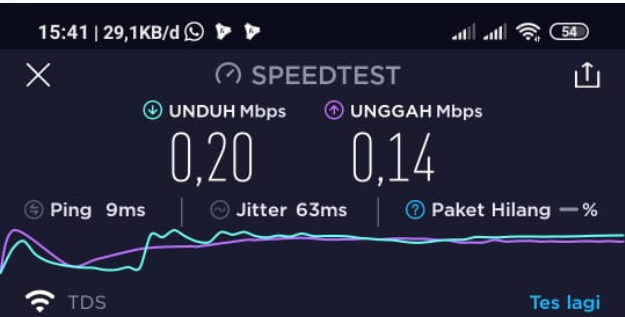 15:41 | 29,1KB/d 54
SPEEDTEST
UNDUH Mbps UNGGAH Mbps
0,20 0,14
Ping 9ms Jitter 63ms ? Paket Hilang —%
TDS Tes lagi